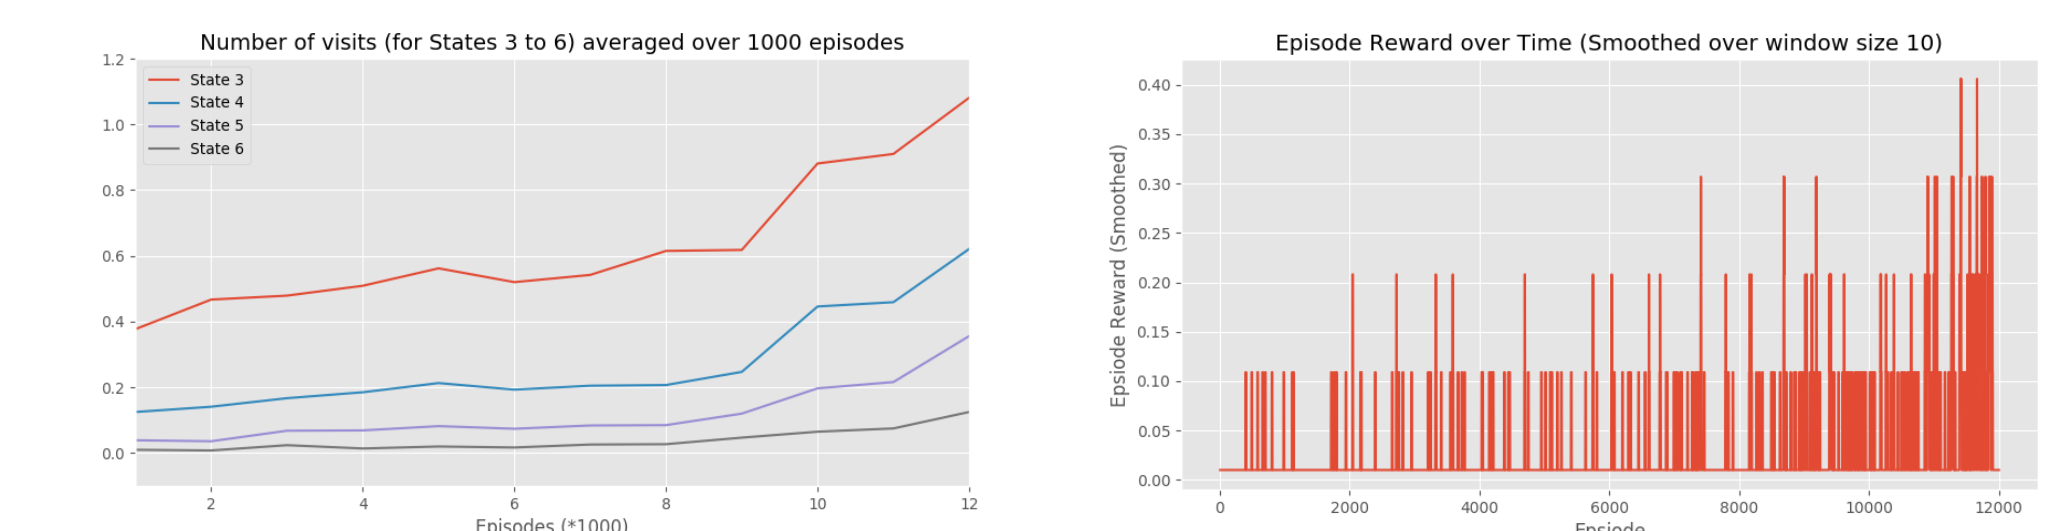 Number of visits (for States 3 to 6) averaged over 1000 episodes
1.2
1.0
0.8
0.6
0.4
0.2
0.0
State 3
State 4
State 5
State 6
2 4 6 8 10 12
Episodes (*1000)
Episode Reward over Time (Smoothed over window size 10)
Epsiode Reward (Smoothed)
0.40
0.35
0.30
0.25
0.20
0.15
0.10
0.05
0.00
0 2000 4000 6000 8000 10000 12000
Epsiode